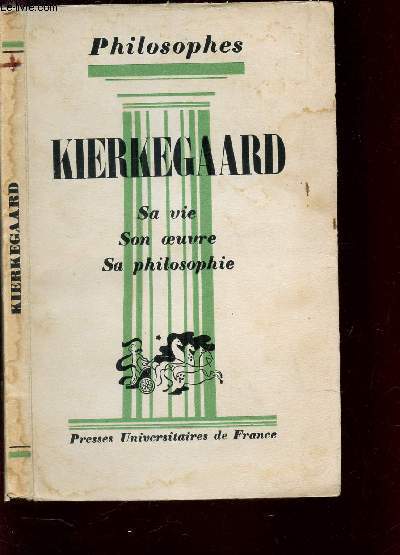 Philosophes
KIERKEGAARD
Sa vie
Son œuvre
Sa philosophie
Presses Universitaires de France
KIERKEGAARD